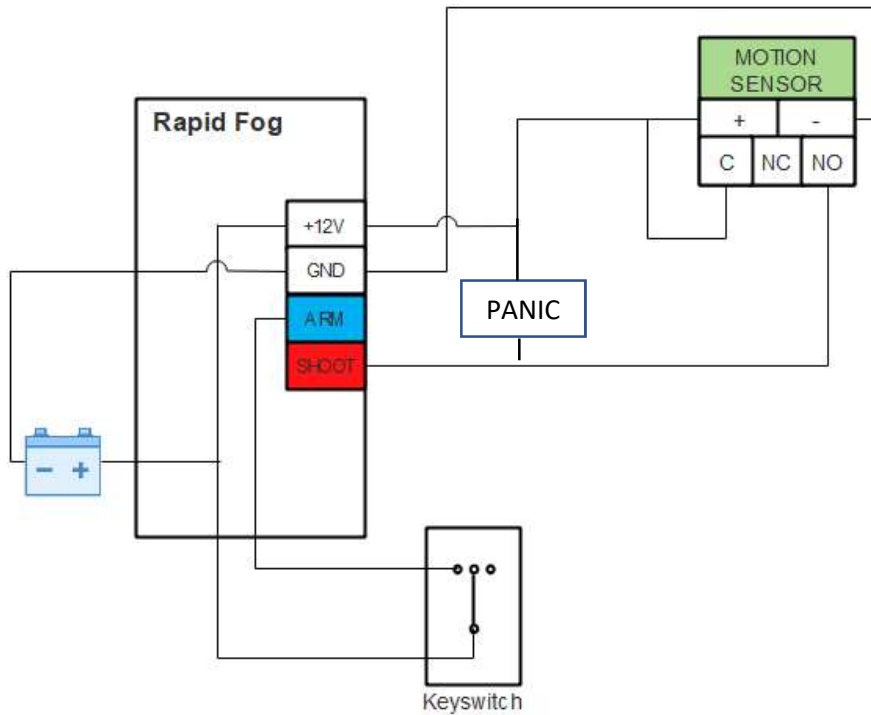 MOTION
SENSOR
+ -
C NC NO
Rapid Fog
+12V
GND
ARM
SHOOT
PANIC
- +
Keyswitch